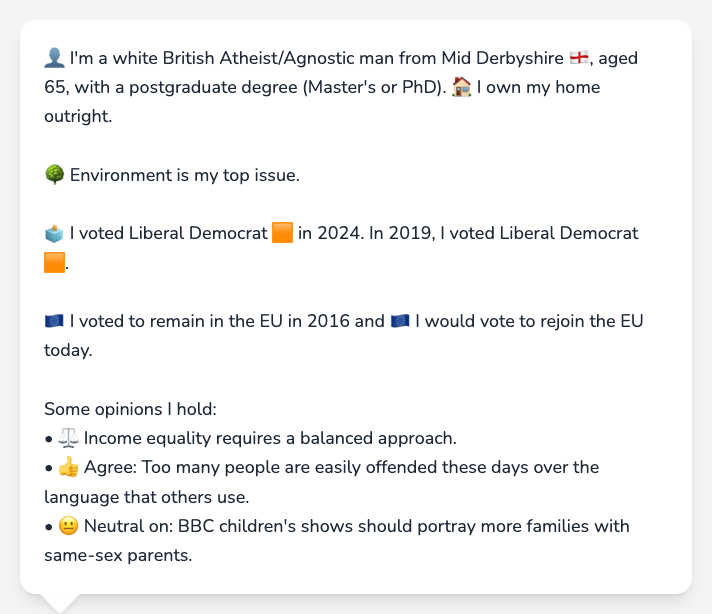 👤 I'm a white British Atheist/Agnostic man from Mid Derbyshire 🏴󠁧󠁢󠁥󠁮󠁧󠁿, aged
65, with a postgraduate degree (Master's or PhD). 🏠 I own my home
outright.
🌳 Environment is my top issue.
🗳️ I voted Liberal Democrat 🟧 in 2024. In 2019, I voted Liberal Democrat
🟧.
🇪🇺 I voted to remain in the EU in 2016 and 🇪🇺 I would vote to rejoin the EU
today.
Some opinions I hold:
• ⚖️ Income equality requires a balanced approach.
• 👍 Agree: Too many people are easily offended these days over the
language that others use.
• 😐 Neutral on: BBC children's shows should portray more families with
same-sex parents.